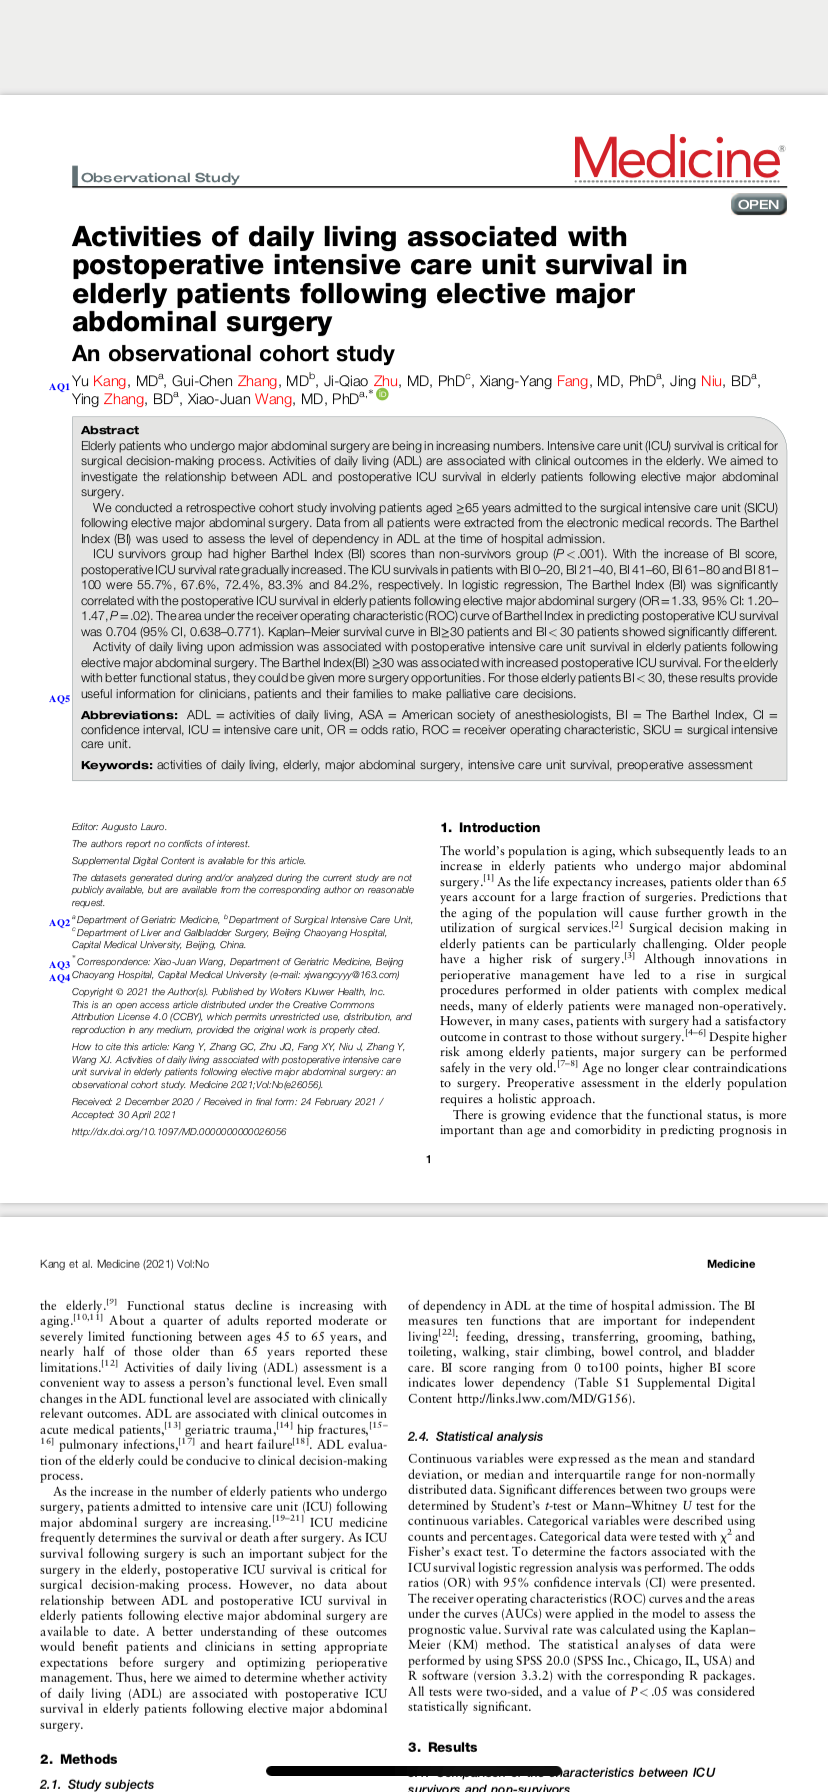 Observational Study
Medicine®
OPEN
Activities of daily living associated with
postoperative intensive care unit survival in
elderly patients following elective major
abdominal surgery
An observational cohort study
AQ1 Yu Kang, MDa, Gui-Chen Zhang, MDb, Ji-Qiao Zhu, MD, PhDc, Xiang-Yang Fang, MD, PhDa, Jing Niu, BDa,
Ying Zhang, BDa, Xiao-Juan Wang, MD, PhDa,* iD
Abstract
Elderly patients who undergo major abdominal surgery are being in increasing numbers. Intensive care unit (ICU) survival is critical for
surgical decision-making process. Activities of daily living (ADL) are associated with clinical outcomes in the elderly. We aimed to
investigate the relationship between ADL and postoperative ICU survival in elderly patients following elective major abdominal
surgery.
We conducted a retrospective cohort study involving patients aged ≥65 years admitted to the surgical intensive care unit (SICU)
following elective major abdominal surgery. Data from all patients were extracted from the electronic medical records. The Barthel
Index (BI) was used to assess the level of dependency in ADL at the time of hospital admission.
ICU survivors group had higher Barthel Index (BI) scores than non-survivors group (P<.001). With the increase of BI score,
postoperative ICU survival rate gradually increased. The ICU survivals in patients with BI 0–20, BI 21–40, BI 41–60, BI 61–80 and BI 81–
100 were 55.7%, 67.6%, 72.4%, 83.3% and 84.2%, respectively. In logistic regression, The Barthel Index (BI) was significantly
correlated with the postoperative ICU survival in elderly patients following elective major abdominal surgery (OR=1.33, 95% CI: 1.20–
1.47, P=.02). The area under the receiver operating characteristic (ROC) curve of Barthel Index in predicting postoperative ICU survival
was 0.704 (95% CI, 0.638–0.771). Kaplan–Meier survival curve in BI≥30 patients and BI<30 patients showed significantly different.
Activity of daily living upon admission was associated with postoperative intensive care unit survival in elderly patients following
elective major abdominal surgery. The Barthel Index(BI) ≥30 was associated with increased postoperative ICU survival. For the elderly
with better functional status, they could be given more surgery opportunities. For those elderly patients BI<30, these results provide
AQ5 useful information for clinicians, patients and their families to make palliative care decisions.
Abbreviations: ADL = activities of daily living, ASA = American society of anesthesiologists, BI = The Barthel Index, CI =
confidence interval, ICU = intensive care unit, OR = odds ratio, ROC = receiver operating characteristic, SICU = surgical intensive
care unit.
Keywords: activities of daily living, elderly, major abdominal surgery, intensive care unit survival, preoperative assessment
Editor: Augusto Lauro.
The authors report no conflicts of interest.
Supplemental Digital Content is available for this article.
The datasets generated during and/or analyzed during the current study are not
publicly available, but are available from the corresponding author on reasonable
request.
AQ2 a Department of Geriatric Medicine, b Department of Surgical Intensive Care Unit,
c Department of Liver and Gallbladder Surgery, Beijing Chaoyang Hospital,
Capital Medical University, Beijing, China.
AQ3 * Correspondence: Xiao-Juan Wang, Department of Geriatric Medicine, Beijing
AQ4 Chaoyang Hospital, Capital Medical University (e-mail: xjwangcyyy@163.com)
Copyright © 2021 the Author(s). Published by Wolters Kluwer Health, Inc.
This is an open access article distributed under the Creative Commons
Attribution License 4.0 (CCBY), which permits unrestricted use, distribution, and
reproduction in any medium, provided the original work is properly cited.
How to cite this article: Kang Y, Zhang GC, Zhu JQ, Fang XY, Niu J, Zhang Y,
Wang XJ. Activities of daily living associated with postoperative intensive care
unit survival in elderly patients following elective major abdominal surgery: an
observational cohort study. Medicine 2021;Vol:No(e26056).
Received: 2 December 2020 / Received in final form: 24 February 2021 /
Accepted: 30 April 2021
http://dx.doi.org/10.1097/MD.0000000000026056
1. Introduction
The world's population is aging, which subsequently leads to an
increase in elderly patients who undergo major abdominal
surgery.[1] As the life expectancy increases, patients older than 65
years account for a large fraction of surgeries. Predictions that
the aging of the population will cause further growth in the
utilization of surgical services.[2] Surgical decision making in
elderly patients can be particularly challenging. Older people
have a higher risk of surgery.[3] Although innovations in
perioperative management have led to a rise in surgical
procedures performed in older patients with complex medical
needs, many of elderly patients were managed non-operatively.
However, in many cases, patients with surgery had a satisfactory
outcome in contrast to those without surgery.[4–6] Despite higher
risk among elderly patients, major surgery can be performed
safely in the very old.[7–8] Age no longer clear contraindications
to surgery. Preoperative assessment in the elderly population
requires a holistic approach.
There is growing evidence that the functional status, is more
important than age and comorbidity in predicting prognosis in
1
Kang et al. Medicine (2021) Vol:No
Medicine
the elderly.[9] Functional status decline is increasing with
aging.[10,11] About a quarter of adults reported moderate or
severely limited functioning between ages 45 to 65 years, and
nearly half of those older than 65 years reported these
limitations.[12] Activities of daily living (ADL) assessment is a
convenient way to assess a person's functional level. Even small
changes in the ADL functional level are associated with clinically
relevant outcomes. ADL are associated with clinical outcomes in
acute medical patients,[13] geriatric trauma,[14] hip fractures,[15–
16] pulmonary infections,[17] and heart failure[18]. ADL evalua-
tion of the elderly could be conducive to clinical decision-making
process.
As the increase in the number of elderly patients who undergo
surgery, patients admitted to intensive care unit (ICU) following
major abdominal surgery are increasing.[19–21] ICU medicine
frequently determines the survival or death after surgery. As ICU
survival following surgery is such an important subject for the
surgery in the elderly, postoperative ICU survival is critical for
surgical decision-making process. However, no data about
relationship between ADL and postoperative ICU survival in
elderly patients following elective major abdominal surgery are
available to date. A better understanding of these outcomes
would benefit patients and clinicians in setting appropriate
expectations before surgery and optimizing perioperative
management. Thus, here we aimed to determine whether activity
of daily living (ADL) are associated with postoperative ICU
survival in elderly patients following elective major abdominal
surgery.
2. Methods
2.1. Study subjects
of dependency in ADL at the time of hospital admission. The BI
measures ten functions that are important for independent
living[22]: feeding, dressing, transferring, grooming, bathing,
toileting, walking, stair climbing, bowel control, and bladder
care. BI score ranging from 0 to100 points, higher BI score
indicates lower dependency (Table S1 Supplemental Digital
Content http://links.lww.com/MD/G156).
2.4. Statistical analysis
Continuous variables were expressed as the mean and standard
deviation, or median and interquartile range for non-normally
distributed data. Significant differences between two groups were
determined by Student's t-test or Mann–Whitney U test for the
continuous variables. Categorical variables were described using
counts and percentages. Categorical data were tested with χ2 and
Fisher's exact test. To determine the factors associated with the
ICU survival logistic regression analysis was performed. The odds
ratios (OR) with 95% confidence intervals (CI) were presented.
The receiver operating characteristics (ROC) curves and the areas
under the curves (AUCs) were applied in the model to assess the
prognostic value. Survival rate was calculated using the Kaplan–
Meier (KM) method. The statistical analyses of data were
performed by using SPSS 20.0 (SPSS Inc., Chicago, IL, USA) and
R software (version 3.3.2) with the corresponding R packages.
All tests were two-sided, and a value of P<.05 was considered
statistically significant.
3. Results
characteristics between ICU
survivors and non-survivors